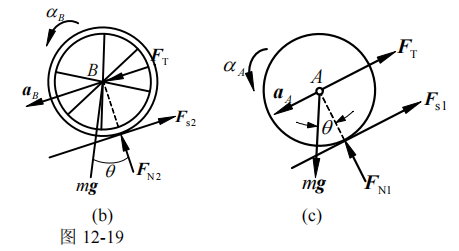 α_B
B
F_T
a_B
F_s2
θ
F_N2
mg
(b)
α_A
F_T
A
a_A
F_s1
θ
mg
F_N1
(c)
图 12-19